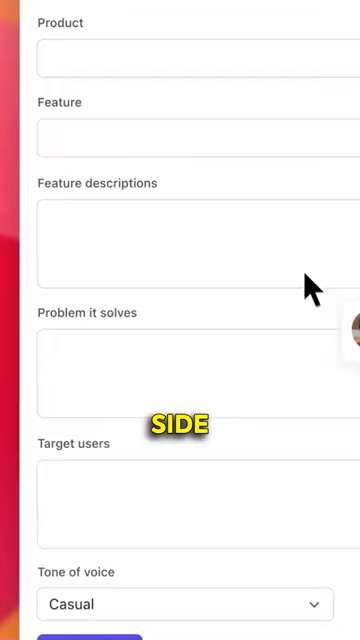 Product
Feature
Feature descriptions
Problem it solves
SIDE
Target users
Tone of voice
Casual